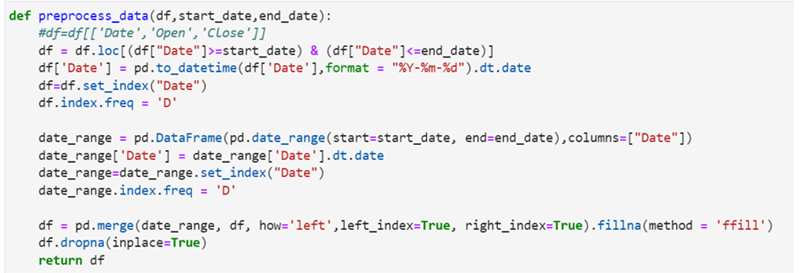 def preprocess_data(df,start_date,end_date):
    #df=df[['Date','Open','Close']]
    df = df.loc[(df["Date"]>=start_date) & (df["Date"]<=end_date)]
    df['Date'] = pd.to_datetime(df['Date'],format = "%Y-%m-%d").dt.date
    df=df.set_index("Date")
    df.index.freq = 'D'

    date_range = pd.DataFrame(pd.date_range(start=start_date, end=end_date),columns=["Date"])
    date_range['Date'] = date_range['Date'].dt.date
    date_range=date_range.set_index("Date")
    date_range.index.freq = 'D'

    df = pd.merge(date_range, df, how='left',left_index=True, right_index=True).fillna(method = 'ffill')
    df.dropna(inplace=True)
    return df